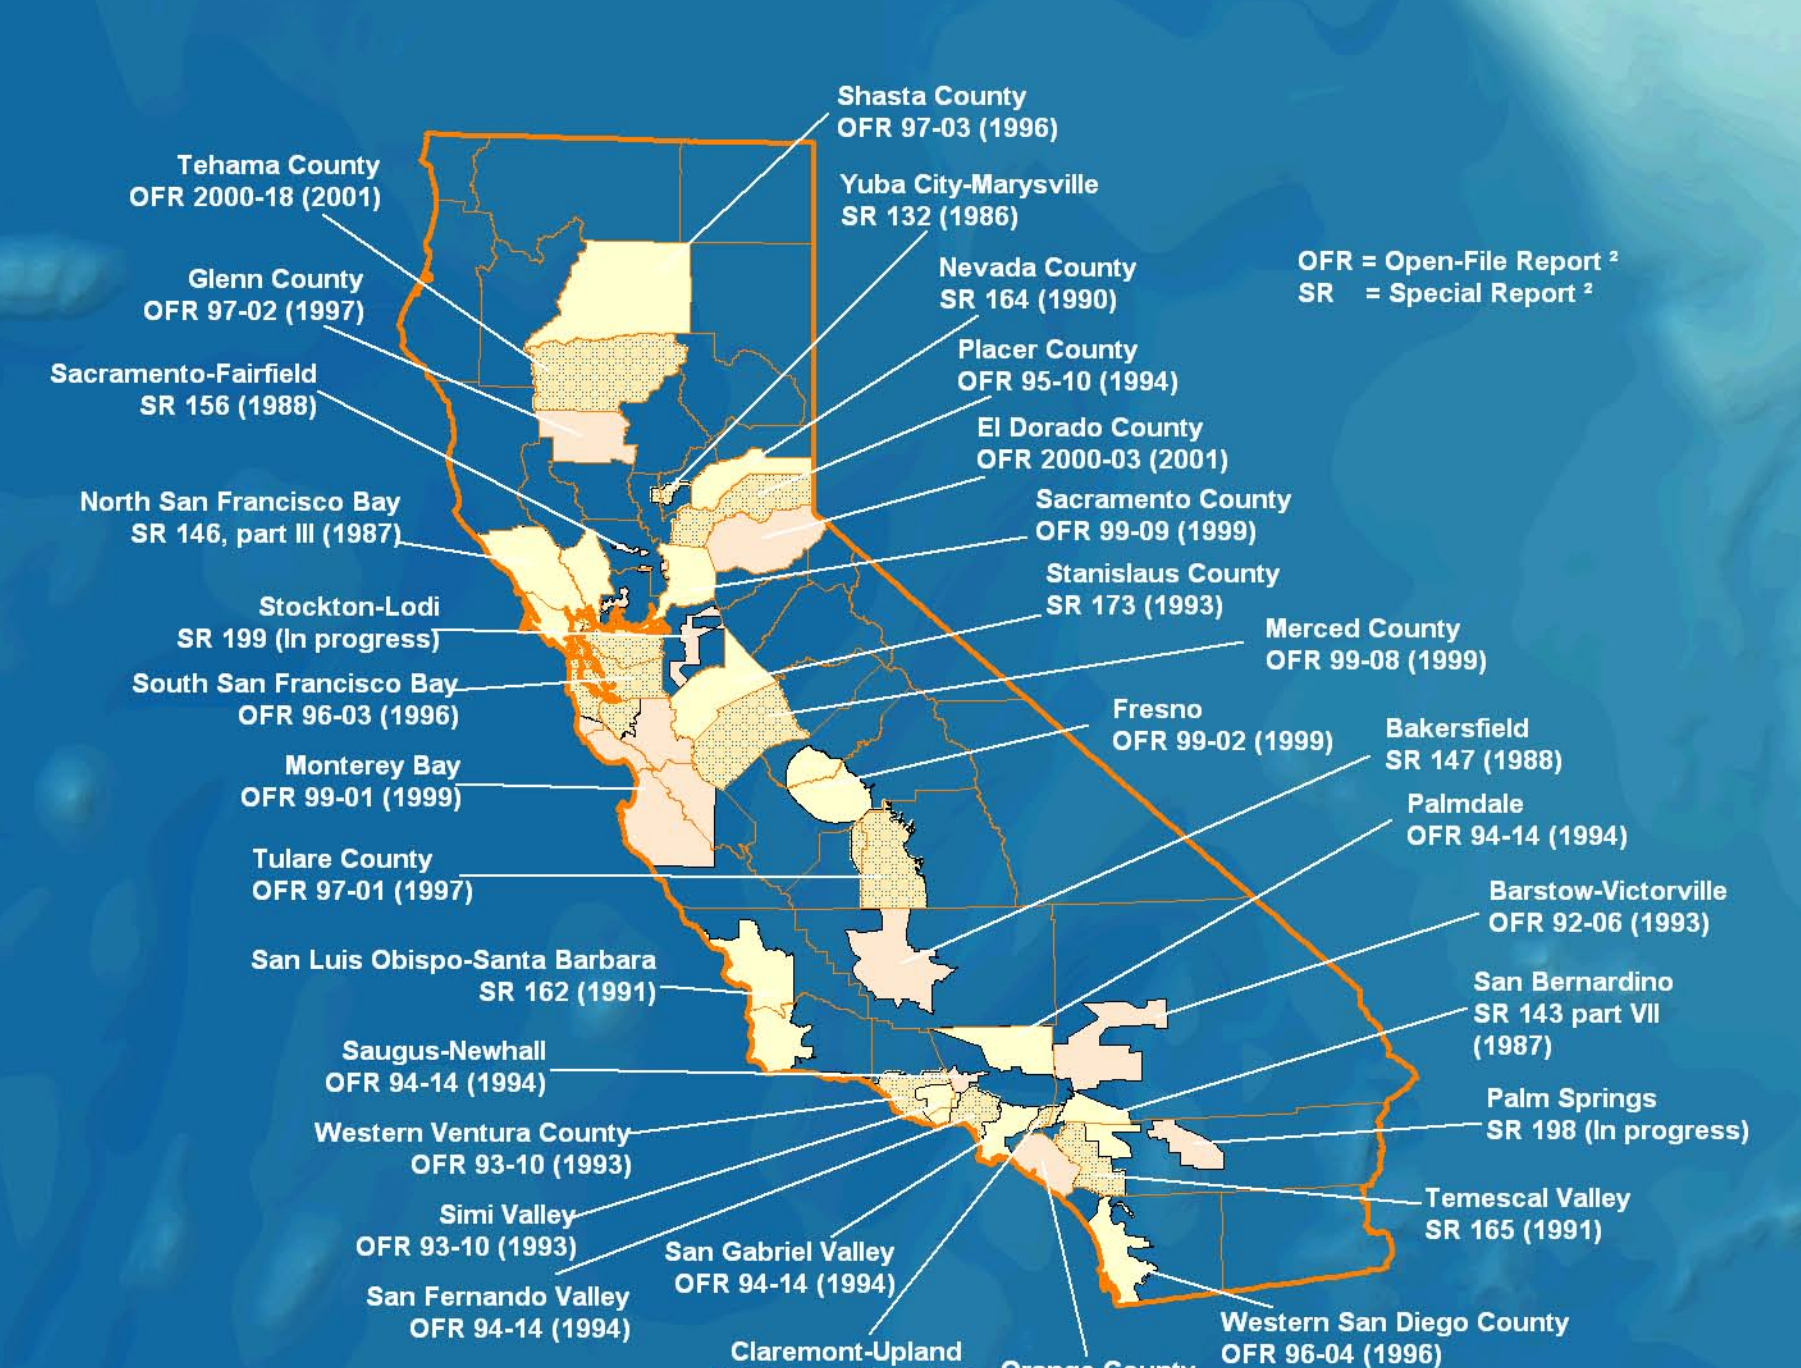 Shasta County
OFR 97-03 (1996)
Tehama County
OFR 2000-18 (2001)
Yuba City-Marysville
SR 132 (1986)
Glenn County
OFR 97-02 (1997)
Nevada County
SR 164 (1990)
OFR = Open-File Report ²
SR = Special Report ²
Sacramento-Fairfield
SR 156 (1988)
Placer County
OFR 95-10 (1994)
El Dorado County
OFR 2000-03 (2001)
North San Francisco Bay
SR 146, part III (1987)
Sacramento County
OFR 99-09 (1999)
Stanislaus County
SR 173 (1993)
Stockton-Lodi
SR 199 (In progress)
Merced County
OFR 99-08 (1999)
South San Francisco Bay
OFR 96-03 (1996)
Fresno
OFR 99-02 (1999)
Bakersfield
SR 147 (1988)
Monterey Bay
OFR 99-01 (1999)
Palmdale
OFR 94-14 (1994)
Tulare County
OFR 97-01 (1997)
Barstow-Victorville
OFR 92-06 (1993)
San Luis Obispo-Santa Barbara
SR 162 (1991)
San Bernardino
SR 143 part VII
(1987)
Saugus-Newhall
OFR 94-14 (1994)
Palm Springs
SR 198 (In progress)
Western Ventura County
OFR 93-10 (1993)
Temescal Valley
SR 165 (1991)
Simi Valley
OFR 93-10 (1993)
San Gabriel Valley
OFR 94-14 (1994)
San Fernando Valley
OFR 94-14 (1994)
Western San Diego County
OFR 96-04 (1996)
Claremont-Upland
Orange County